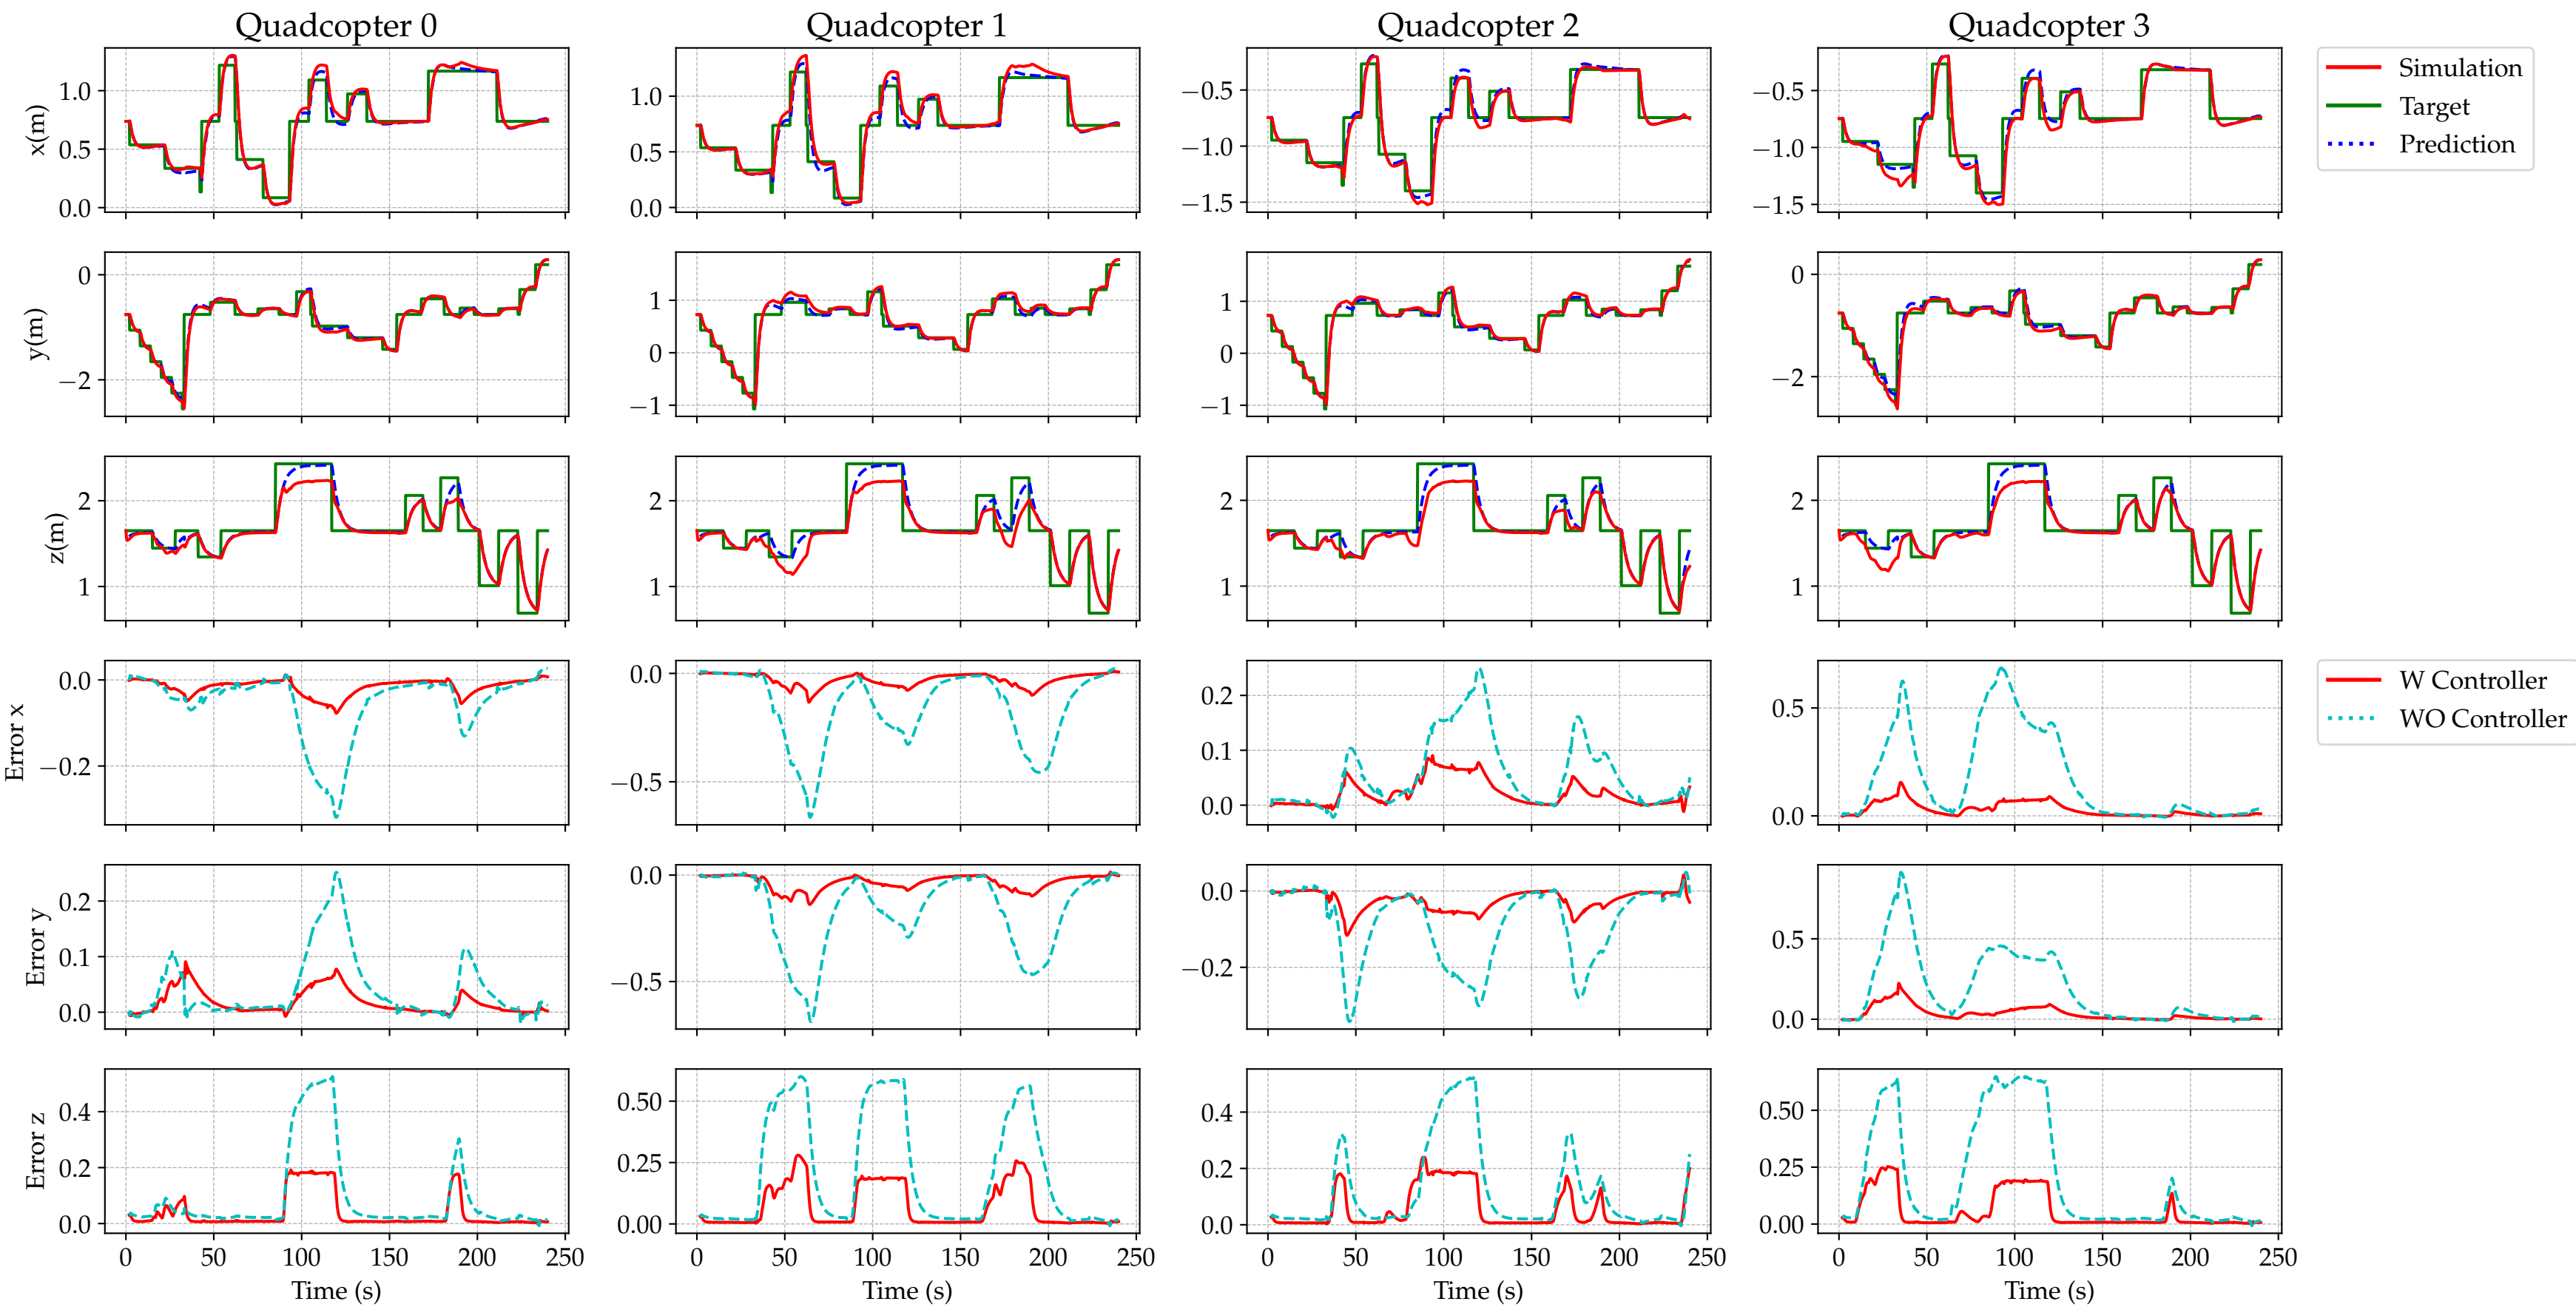 Quadcopter 0
Quadcopter 1
Quadcopter 2
Quadcopter 3
x(m)
1.0
0.5
0.0
1.0
0.5
0.0
−0.5
−1.0
−1.5
−0.5
−1.0
−1.5
Simulation
Target
Prediction
y(m)
0
−2
1
0
−1
1
0
−1
0
−2
z(m)
2
1
2
1
2
1
2
1
Error x
0.0
−0.2
0.0
−0.5
0.2
0.1
0.0
0.5
0.0
W Controller
WO Controller
Error y
0.2
0.1
0.0
0.0
−0.5
0.0
−0.2
0.5
0.0
Error z
0.4
0.2
0.0
0.50
0.25
0.00
0.4
0.2
0.0
0.50
0.25
0.00
0 50 100 150 200 250
0 50 100 150 200 250
0 50 100 150 200 250
0 50 100 150 200 250
Time (s)
Time (s)
Time (s)
Time (s)